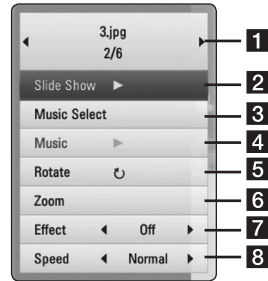 3.jpg 1
2/6
Slide Show 2
Music Select 3
Music 4
Rotate 5
Zoom 6
Effect Off 7
Speed Normal 8